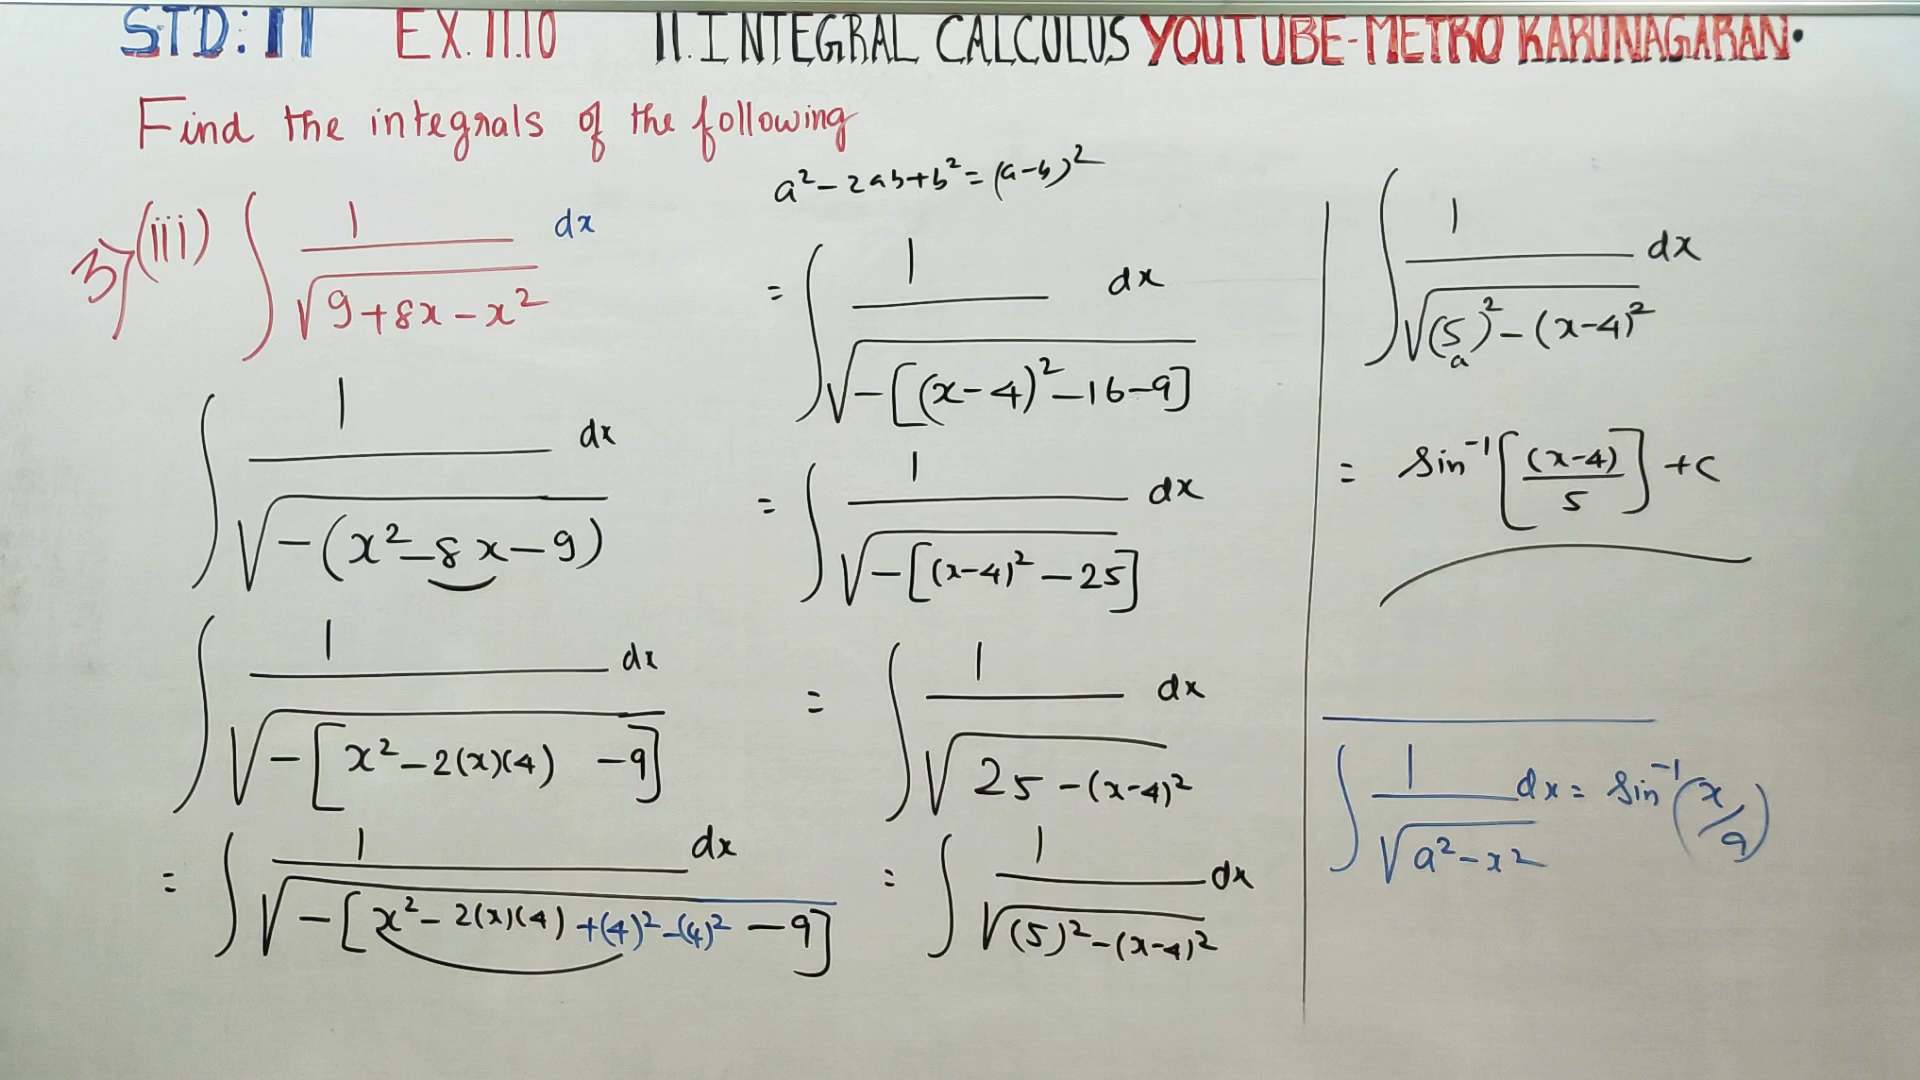 STD: 11 EX.11.10 11. INTEGRAL CALCULUS YOUTUBE-METRO KARUNAGARAN.
Find the integrals of the following
3) (iii) ∫ 1/√(9+8x-x²) dx
∫ 1/√(-(x²-8x-9)) dx
∫ 1/√(-[x²-2(x)(4) -9]) dx
= ∫ 1/√(-[x²-2(x)(4)+(4)²-(4)²-9]) dx
a²-2ab+b²=(a-b)²
= ∫ 1/√(-[(x-4)²-16-9]) dx
= ∫ 1/√(-[(x-4)²-25]) dx
= ∫ 1/√(25-(x-4)²) dx
= ∫ 1/√((5)²-(x-4)²) dx
∫ 1/√((5)²-(x-4)²) dx
a
= Sin⁻¹[(x-4)/5]+c
∫ 1/√(a²-x²) dx = Sin⁻¹(x/a)